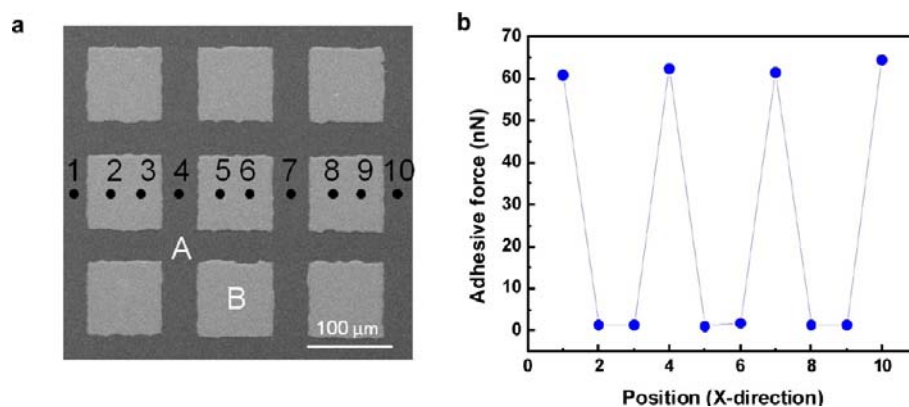 a
1 2 3 4 5 6 7 8 9 10
A
B
100 μm
b
Adhesive force (nN)
70
60
50
40
30
20
10
0
0 2 4 6 8 10
Position (X-direction)